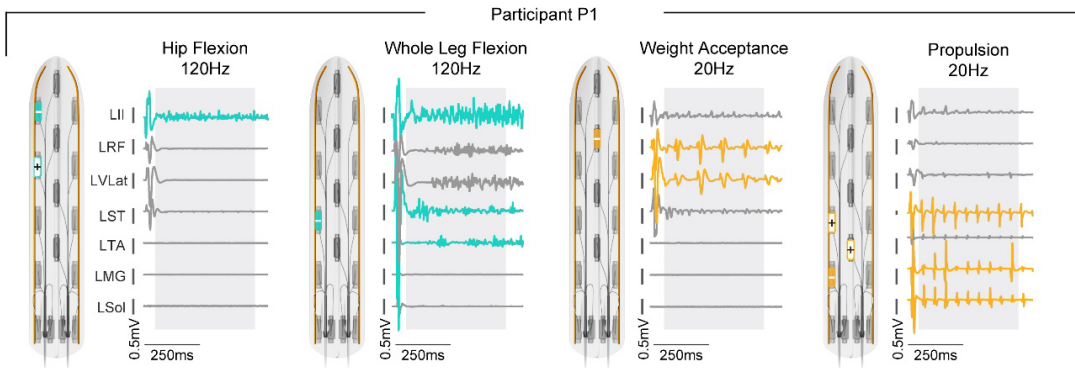 Participant P1
Hip Flexion
120Hz
Whole Leg Flexion
120Hz
Weight Acceptance
20Hz
Propulsion
20Hz
LIl
LRF
LVLat
LST
LTA
LMG
LSol
+
+
+
0.5mV
250ms
0.5mV
250ms
0.5mV
250ms
0.5mV
250ms